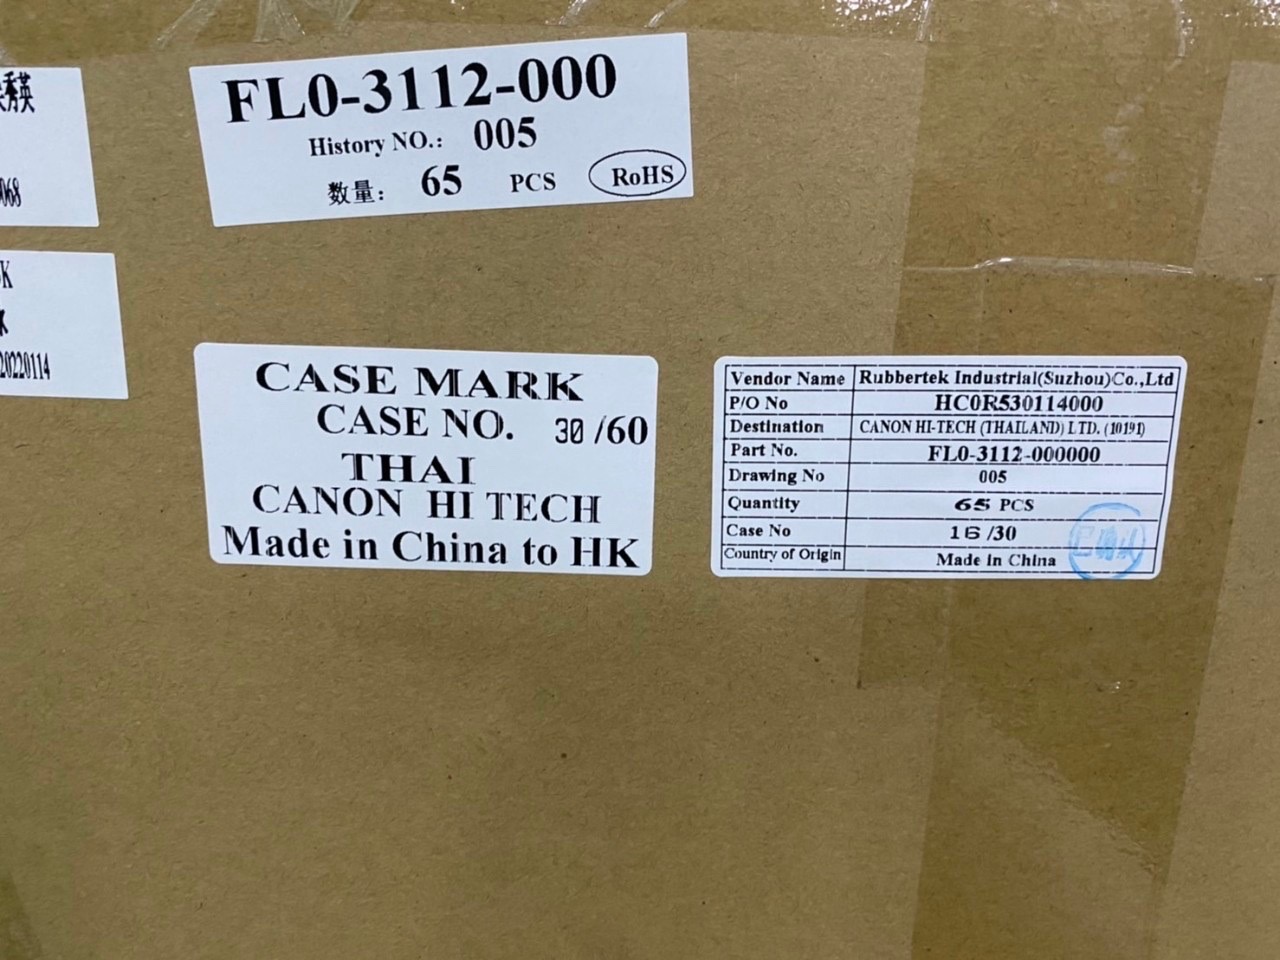 秀英
068
K
20220114
FL0-3112-000
History NO.: 005
数量: 65 PCS RoHS
CASE MARK
CASE NO. 30/60
THAI
CANON HI TECH
Made in China to HK
Vendor Name Rubbertek Industrial(Suzhou)Co.,Ltd
P/O No HC0R530114000
Destination CANON HI-TECH (THAILAND) LTD. (10191)
Part No. FL0-3112-000000
Drawing No 005
Quantity 65 PCS
Case No 16/30
Country of Origin Made in China